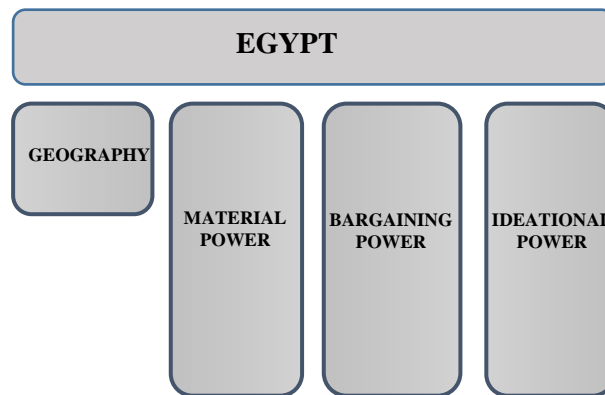 EGYPT
GEOGRAPHY
MATERIAL
POWER
BARGAINING
POWER
IDEATIONAL
POWER